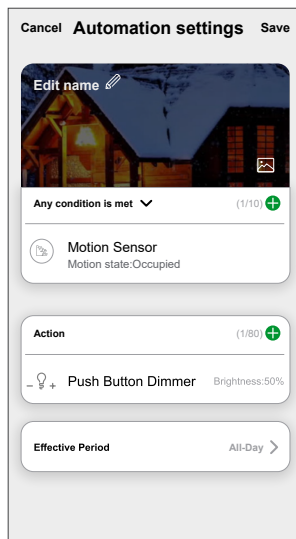 Cancel Automation settings Save
Edit name
Any condition is met (1/10)
Motion Sensor
Motion state:Occupied
Action (1/80)
Push Button Dimmer Brightness:50%
Effective Period All-Day